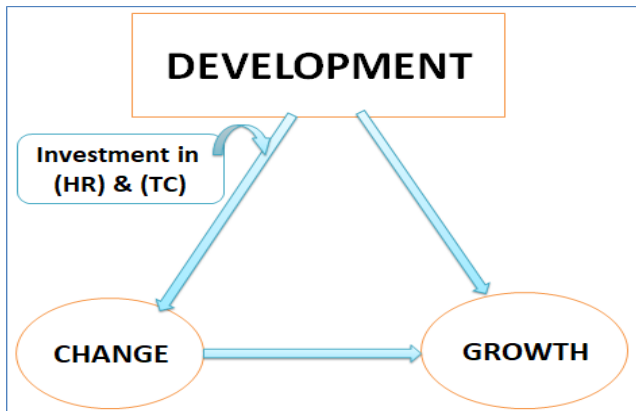 DEVELOPMENT
Investment in
(HR) & (TC)
CHANGE
GROWTH